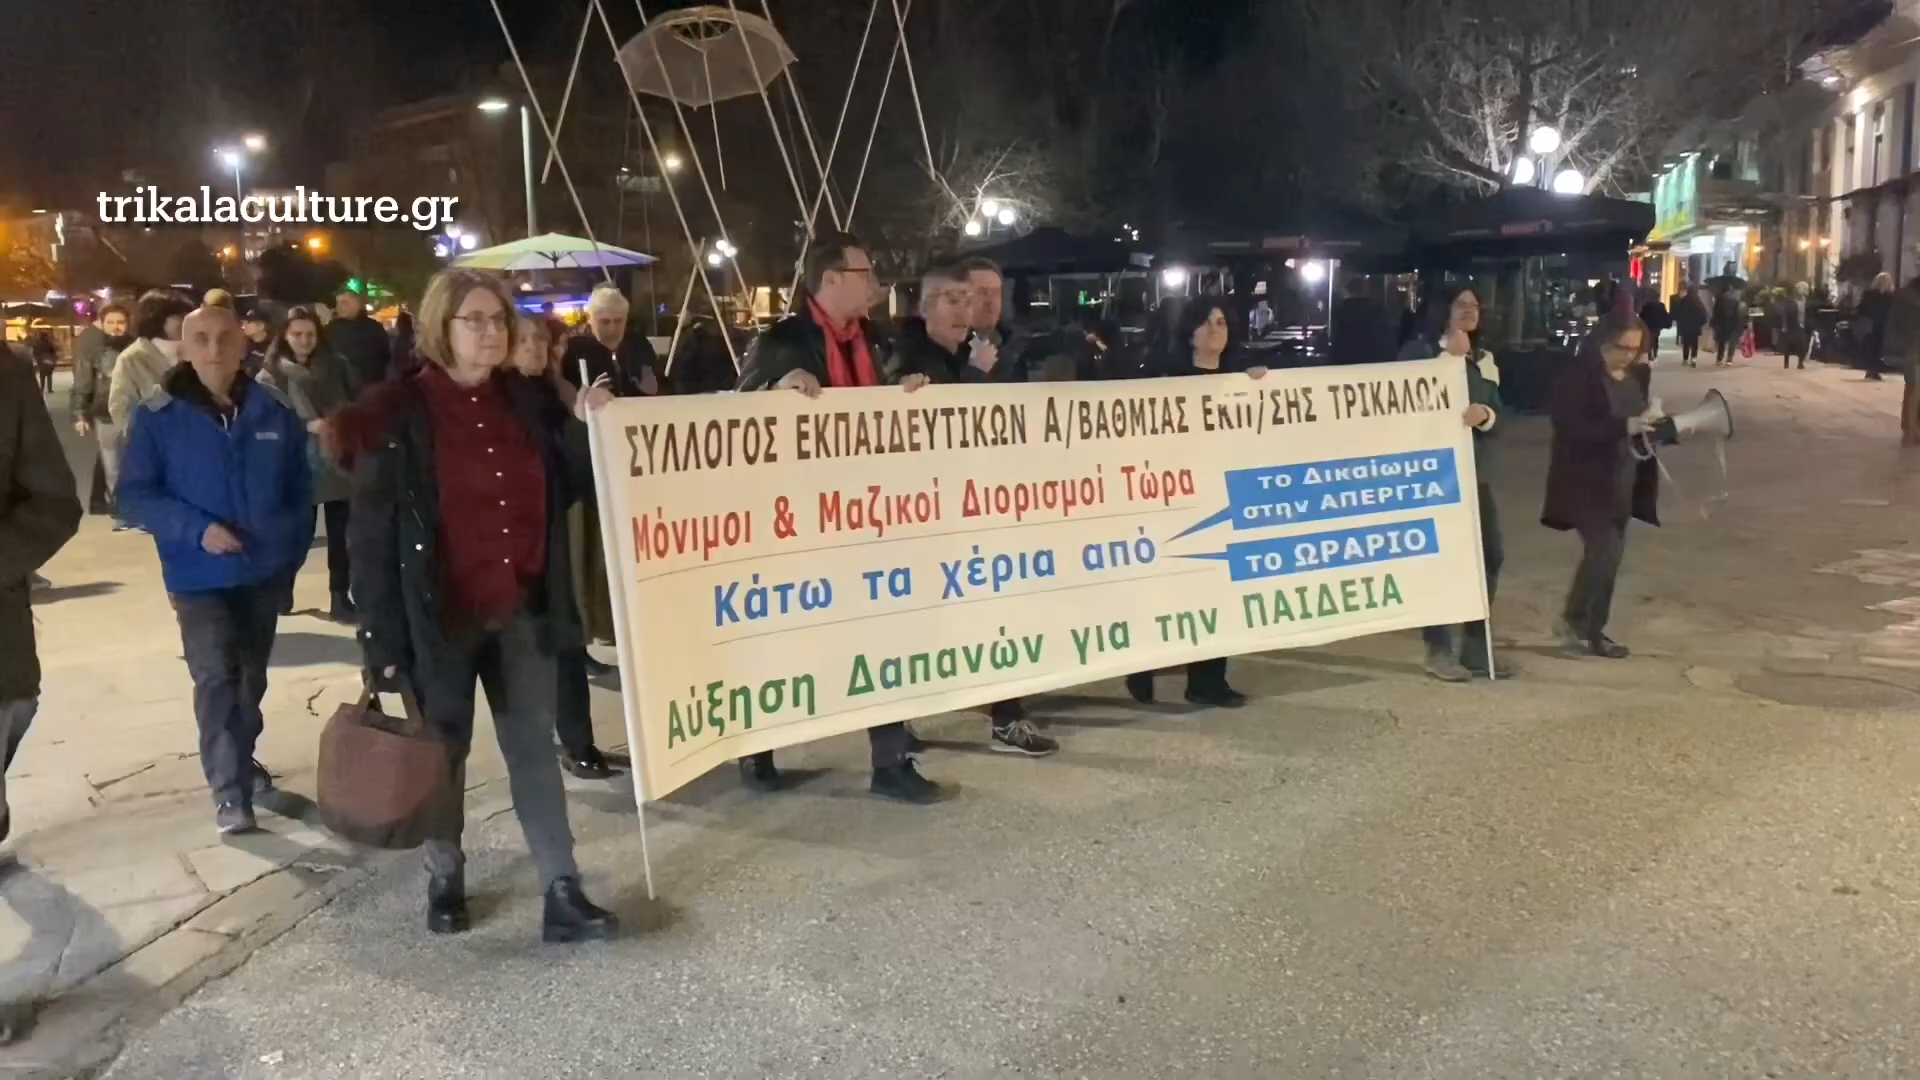 trikalaculture.gr
ΣΥΛΛΟΓΟΣ ΕΚΠΑΙΔΕΥΤΙΚΩΝ Α/ΒΑΘΜΙΑΣ ΕΚΠ/ΣΗΣ ΤΡΙΚΑΛΩΝ
Μόνιμοι & Μαζικοί Διορισμοί Τώρα
Κάτω τα χέρια από
το Δικαίωμα
στην ΑΠΕΡΓΙΑ
το ΩΡΑΡΙΟ
Αύξηση Δαπανών για την ΠΑΙΔΕΙΑ